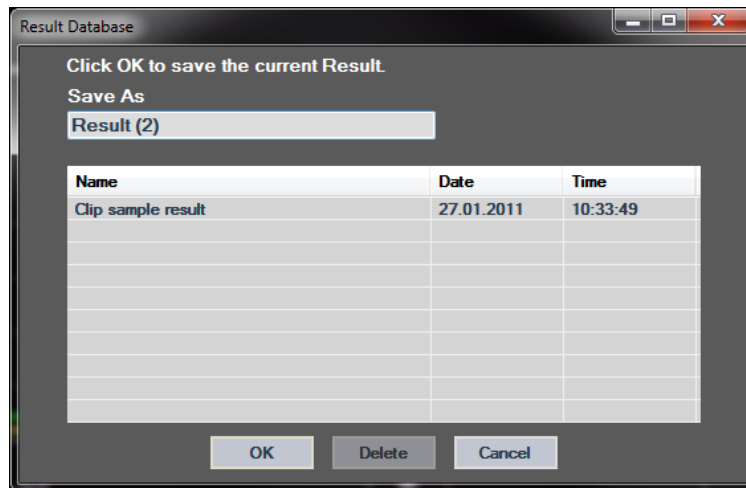 Result Database
Click OK to save the current Result.
Save As
Result (2)
Name Date Time
Clip sample result 27.01.2011 10:33:49
OK Delete Cancel